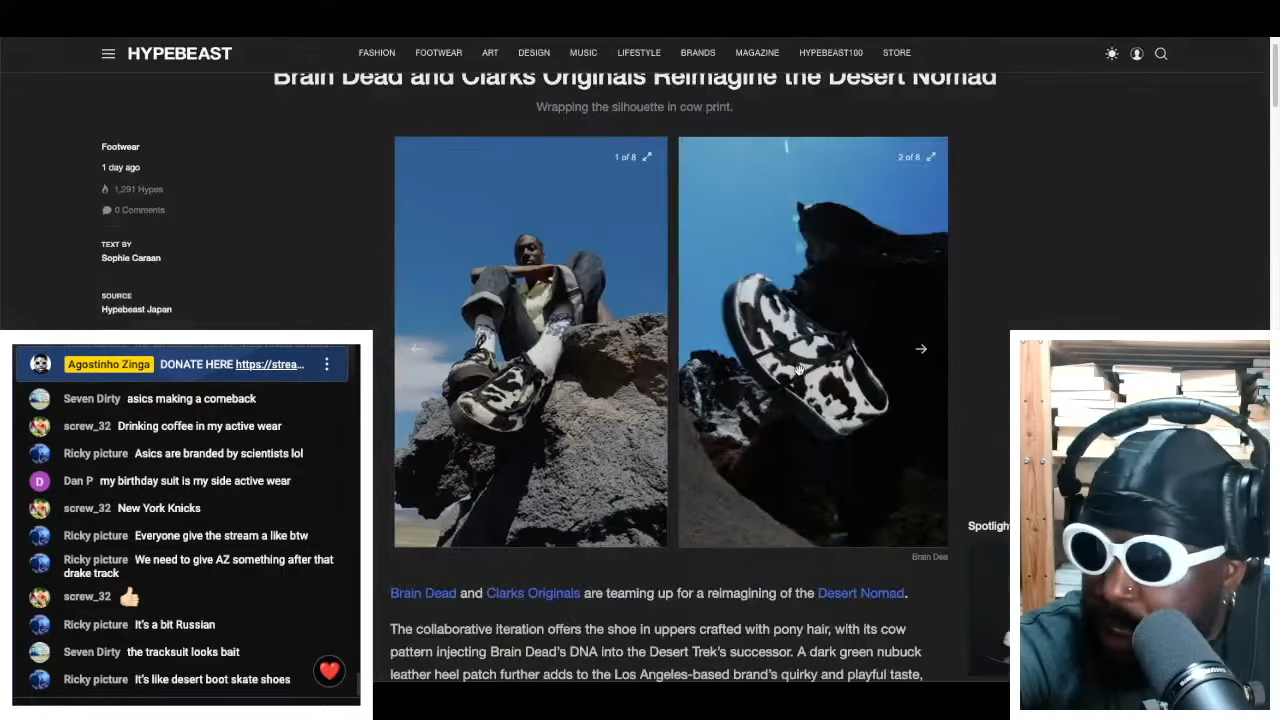 HYPEBEAST
FASHION FOOTWEAR ART DESIGN MUSIC LIFESTYLE BRANDS MAGAZINE HYPEBEAST100 STORE
Brain Dead and Clarks Originals Reimagine the Desert Nomad
Wrapping the silhouette in cow print.
Footwear
1 day ago
1,291 Hypes
0 Comments
TEXT BY
Sophie Caraan
SOURCE
Hypebeast Japan
1 of 8
2 of 8
Brain Dea
Spotligh
Brain Dead and Clarks Originals are teaming up for a reimagining of the Desert Nomad.
The collaborative iteration offers the shoe in uppers crafted with pony hair, with its cow
pattern injecting Brain Dead's DNA into the Desert Trek's successor. A dark green nubuck
leather heel patch further adds to the Los Angeles-based brand's quirky and playful taste,
Agostinho Zinga DONATE HERE https://strea...
Seven Dirty asics making a comeback
screw_32 Drinking coffee in my active wear
Ricky picture Asics are branded by scientists lol
D Dan P my birthday suit is my side active wear
screw_32 New York Knicks
Ricky picture Everyone give the stream a like btw
Ricky picture We need to give AZ something after that
drake track
screw_32 👍
Ricky picture It's a bit Russian
Seven Dirty the tracksuit looks bait
Ricky picture It's like desert boot skate shoes